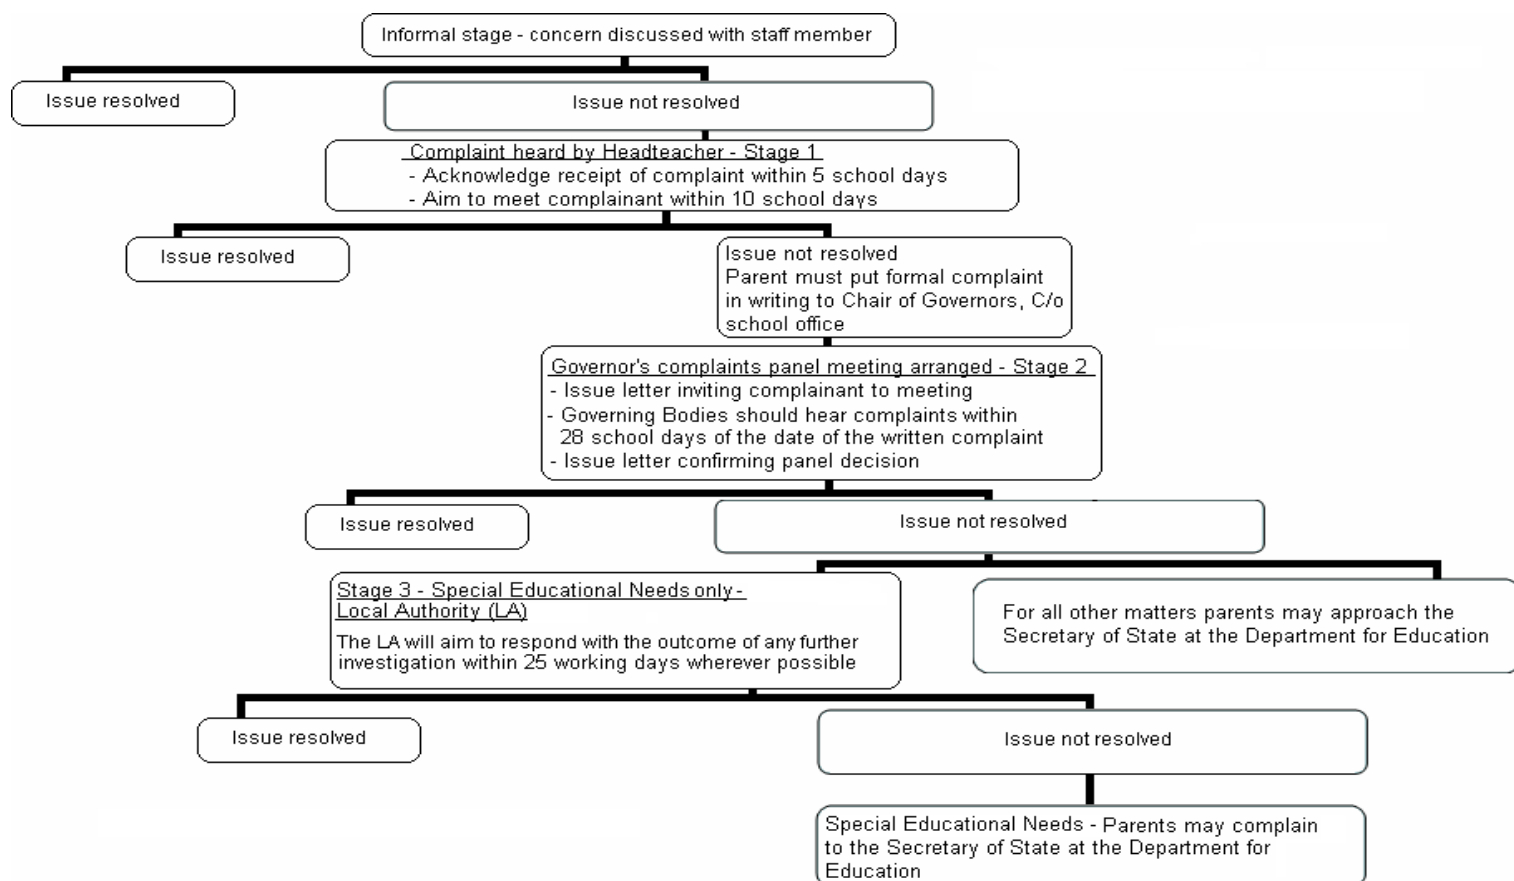 Informal stage - concern discussed with staff member
Issue resolved
Issue not resolved
Complaint heard by Headteacher - Stage 1
- Acknowledge receipt of complaint within 5 school days
- Aim to meet complainant within 10 school days
Issue resolved
Issue not resolved
Parent must put formal complaint
in writing to Chair of Governors, C/o
school office
Governor's complaints panel meeting arranged - Stage 2
- Issue letter inviting complainant to meeting
- Governing Bodies should hear complaints within
28 school days of the date of the written complaint
- Issue letter confirming panel decision
Issue resolved
Issue not resolved
Stage 3 - Special Educational Needs only -
Local Authority (LA)
The LA will aim to respond with the outcome of any further
investigation within 25 working days wherever possible
For all other matters parents may approach the
Secretary of State at the Department for Education
Issue resolved
Issue not resolved
Special Educational Needs - Parents may complain
to the Secretary of State at the Department for
Education